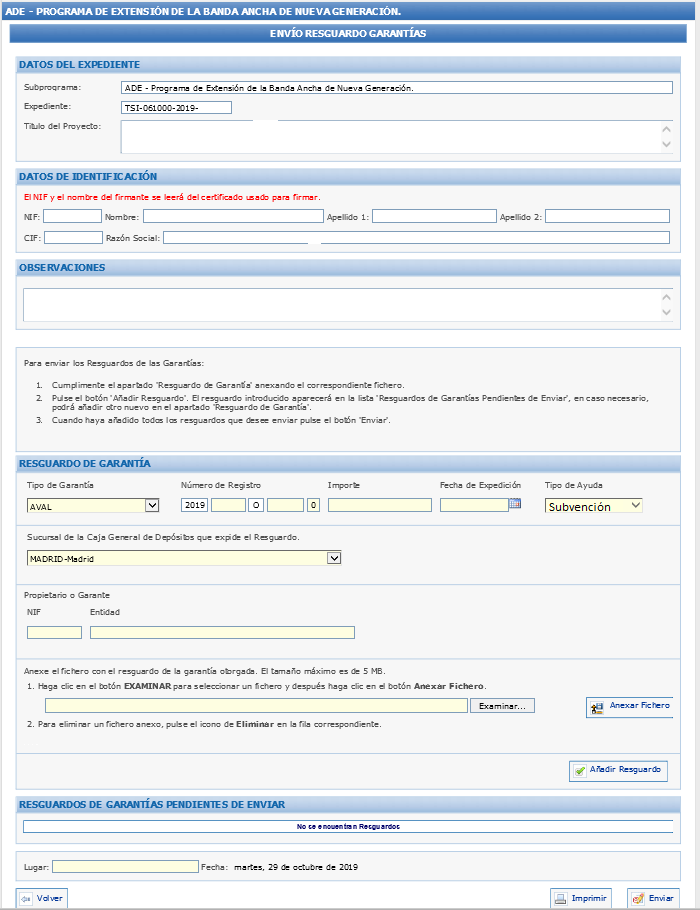 ADE - PROGRAMA DE EXTENSIÓN DE LA BANDA ANCHA DE NUEVA GENERACIÓN.
ENVÍO RESGUARDO GARANTÍAS
DATOS DEL EXPEDIENTE
Subprograma: ADE - Programa de Extensión de la Banda Ancha de Nueva Generación.
Expediente: TSI-061000-2019-
Título del Proyecto:
DATOS DE IDENTIFICACIÓN
El NIF y el nombre del firmante se leerá del certificado usado para firmar.
NIF: Nombre: Apellido 1: Apellido 2:
CIF: Razón Social:
OBSERVACIONES
Para enviar los Resguardos de las Garantías:
1. Cumplimente el apartado 'Resguardo de Garantía' anexando el correspondiente fichero.
2. Pulse el botón 'Añadir Resguardo'. El resguardo introducido aparecerá en la lista 'Resguardos de Garantías Pendientes de Enviar', en caso necesario,
podrá añadir otro nuevo en el apartado 'Resguardo de Garantía'.
3. Cuando haya añadido todos los resguardos que desee enviar pulse el botón 'Enviar'.
RESGUARDO DE GARANTÍA
Tipo de Garantía Número de Registro Importe Fecha de Expedición Tipo de Ayuda
AVAL 2019 O 0 Subvención
Sucursal de la Caja General de Depósitos que expide el Resguardo.
MADRID-Madrid
Propietario o Garante
NIF Entidad
Anexe el fichero con el resguardo de la garantía otorgada. El tamaño máximo es de 5 MB.
1. Haga clic en el botón EXAMINAR para seleccionar un fichero y después haga clic en el botón Anexar Fichero.
Examinar... Anexar Fichero
2. Para eliminar un fichero anexo, pulse el icono de Eliminar en la fila correspondiente.
Añadir Resguardo
RESGUARDOS DE GARANTÍAS PENDIENTES DE ENVIAR
No se encuentran Resguardos
Lugar: Fecha: martes, 29 de octubre de 2019
Volver Imprimir Enviar